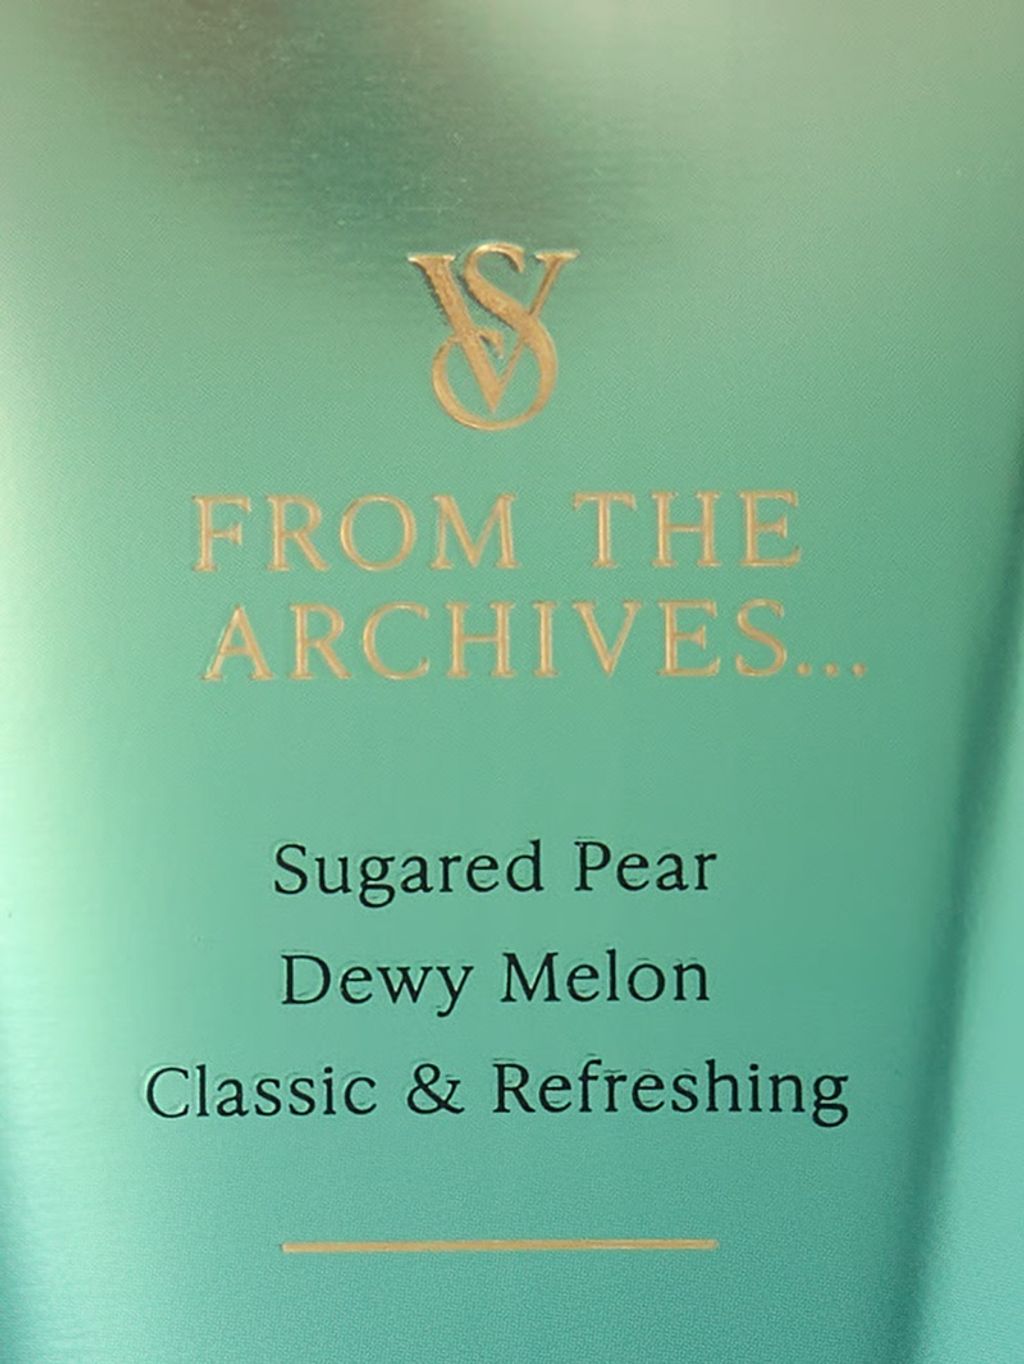 VS
FROM THE
ARCHIVES...
Sugared Pear
Dewy Melon
Classic & Refreshing